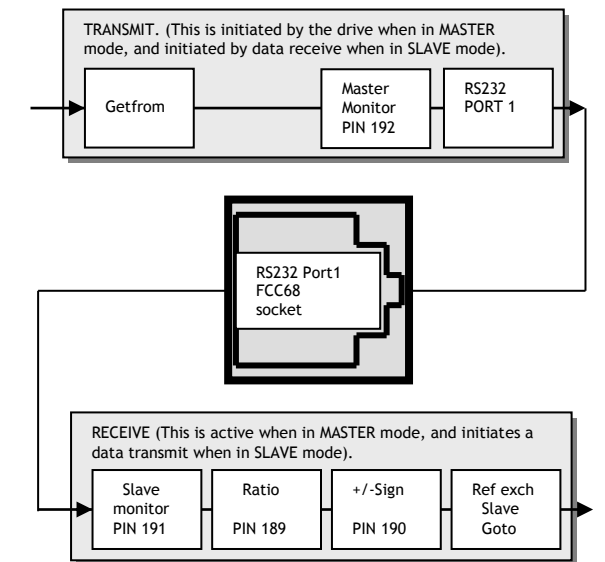 TRANSMIT. (This is initiated by the drive when in MASTER
mode, and initiated by data receive when in SLAVE mode).
Getfrom
Master
Monitor
PIN 192
RS232
PORT 1
RS232 Port1
FCC68
socket
RECEIVE (This is active when in MASTER mode, and initiates a
data transmit when in SLAVE mode).
Slave
monitor
PIN 191
Ratio
PIN 189
+/-Sign
PIN 190
Ref exch
Slave
Goto